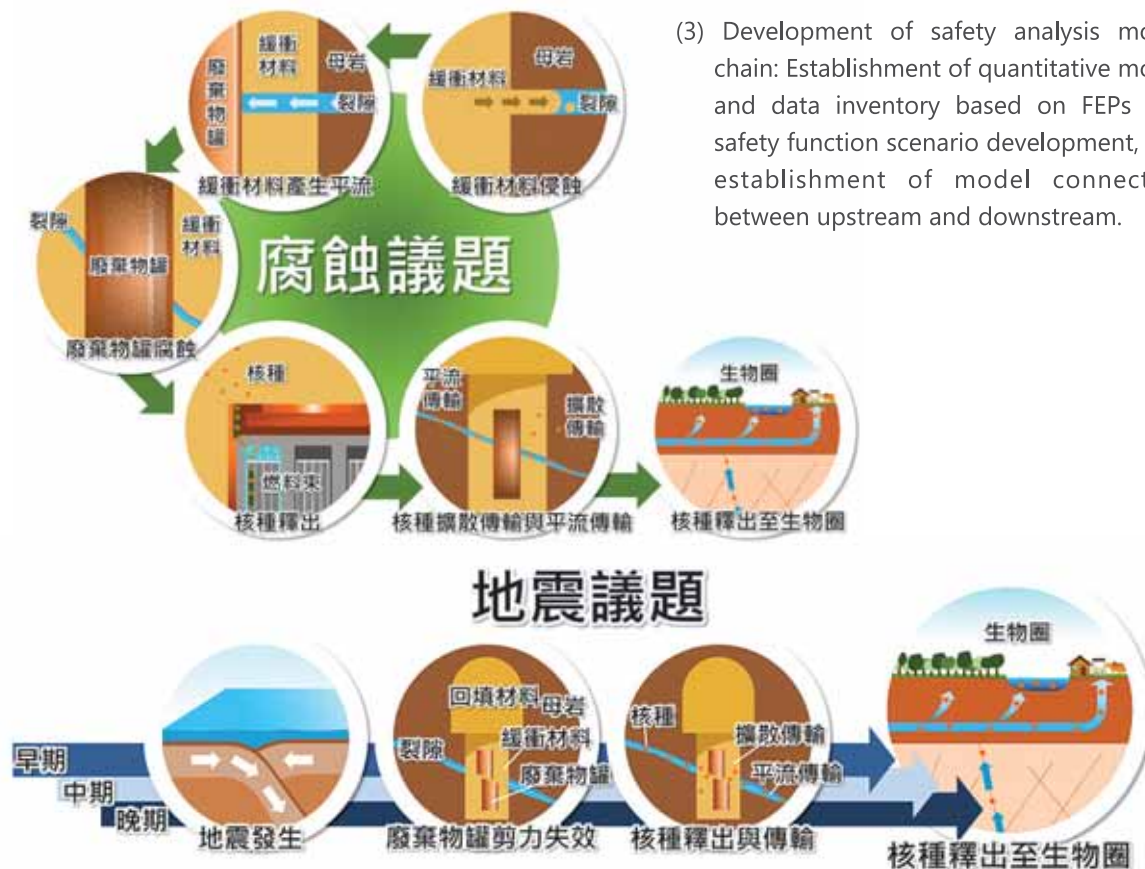 (3) Development of safety analysis mo
chain: Establishment of quantitative mo
and data inventory based on FEPs
safety function scenario development,
establishment of model connect
between upstream and downstream.
廢棄物罐
緩衝
材料
母岩
裂隙
緩衝材料產生平流
緩衝材料
母岩
裂隙
緩衝材料侵蝕
腐蝕議題
裂隙
廢棄物罐
緩衝
材料
廢棄物罐腐蝕
核種
燃料束
核種釋出
平流
傳輸
擴散
傳輸
核種擴散傳輸與平流傳輸
生物圈
核種釋出至生物圈
地震議題
早期
中期
晚期
地震發生
回填材料
母岩
裂隙
緩衝材料
廢棄物罐
廢棄物罐剪力失效
核種
擴散傳輸
平流傳輸
核種釋出與傳輸
生物圈
核種釋出至生物圈